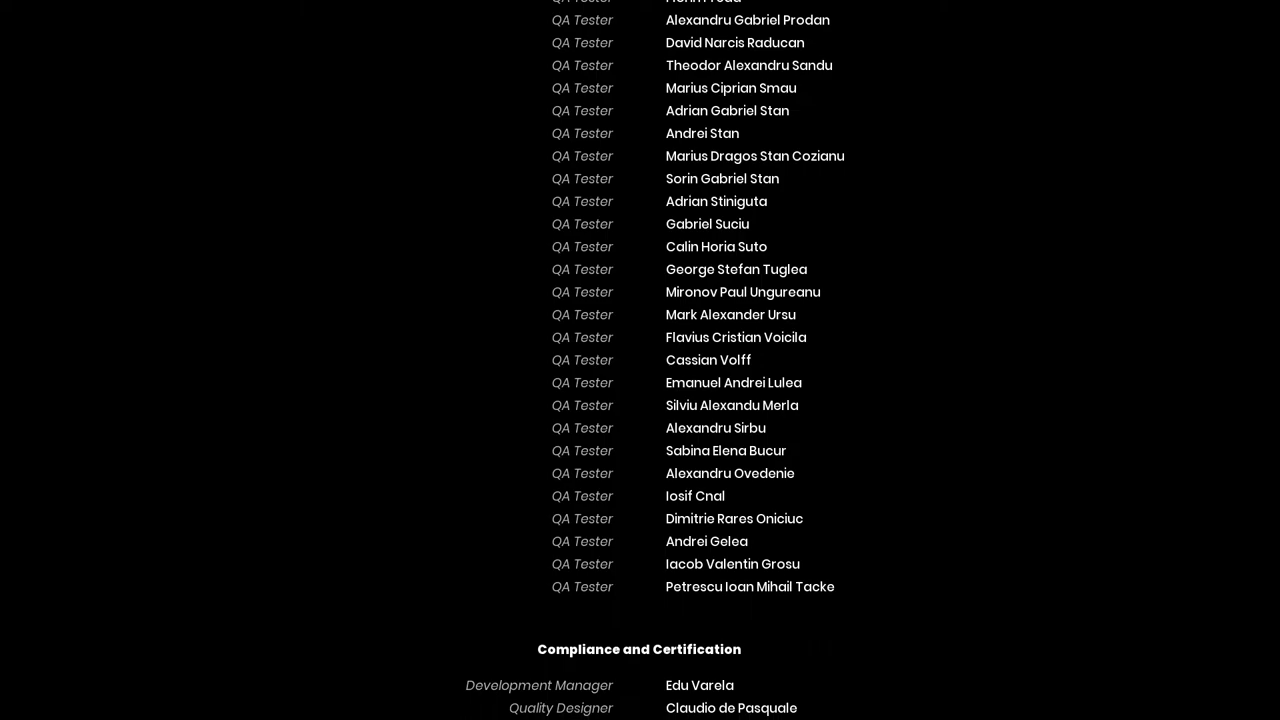 QA Tester Alexandru Gabriel Prodan
QA Tester David Narcis Raducan
QA Tester Theodor Alexandru Sandu
QA Tester Marius Ciprian Smau
QA Tester Adrian Gabriel Stan
QA Tester Andrei Stan
QA Tester Marius Dragos Stan Cozianu
QA Tester Sorin Gabriel Stan
QA Tester Adrian Stiniguta
QA Tester Gabriel Suciu
QA Tester Calin Horia Suto
QA Tester George Stefan Tuglea
QA Tester Mironov Paul Ungureanu
QA Tester Mark Alexander Ursu
QA Tester Flavius Cristian Voicila
QA Tester Cassian Volff
QA Tester Emanuel Andrei Lulea
QA Tester Silviu Alexandu Merla
QA Tester Alexandru Sirbu
QA Tester Sabina Elena Bucur
QA Tester Alexandru Ovedenie
QA Tester Iosif Cnal
QA Tester Dimitrie Rares Oniciuc
QA Tester Andrei Gelea
QA Tester Iacob Valentin Grosu
QA Tester Petrescu Ioan Mihail Tacke
Compliance and Certification
Development Manager Edu Varela
Quality Designer Claudio de Pasquale